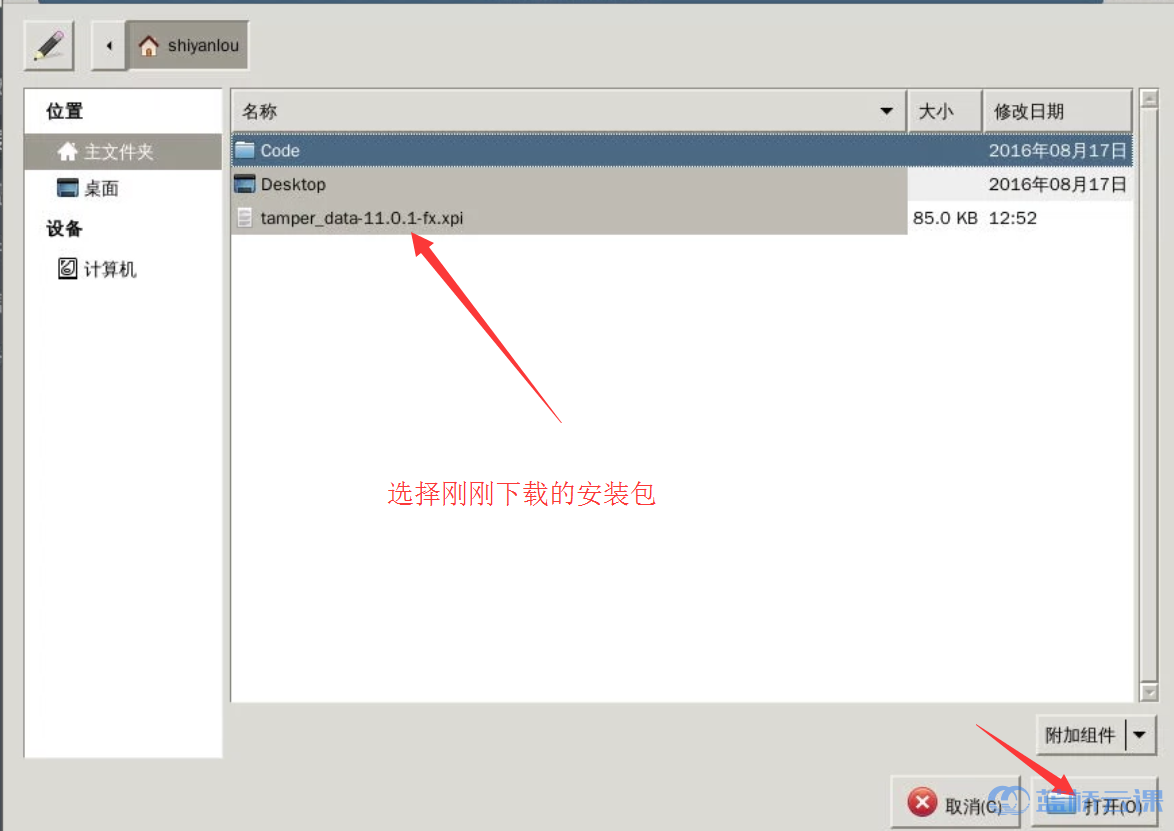 shiyanlou
位置
主文件夹
桌面
设备
计算机
名称 大小 修改日期
Code 2016年08月17日
Desktop 2016年08月17日
tamper_data-11.0.1-fx.xpi 85.0 KB 12:52
选择刚刚下载的安装包
附加组件
取消(C) 打开(O)
蓝桥云课